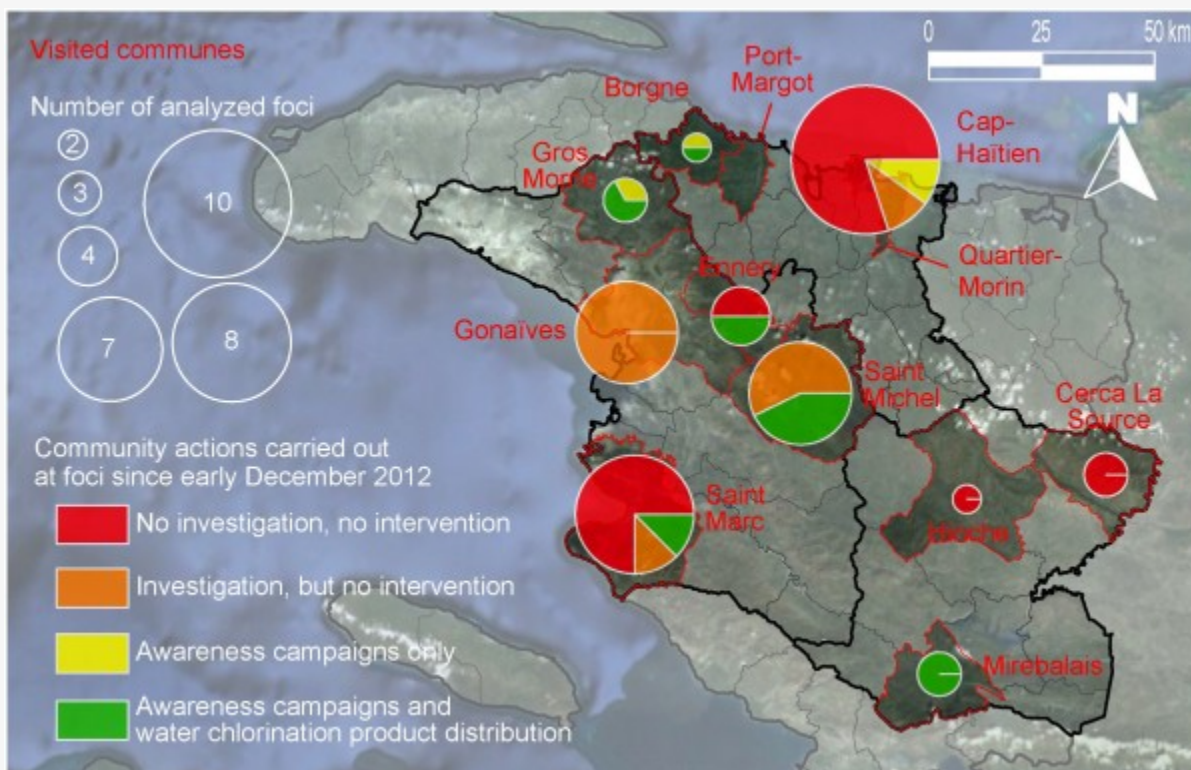 Visited communes
Number of analyzed foci
2
3
4
10
7
8
Community actions carried out
at foci since early December 2012
No investigation, no intervention
Investigation, but no intervention
Awareness campaigns only
Awareness campaigns and
water chlorination product distribution
0 25 50 km
N
Port-
Margot
Borgne
Cap-
Haïtien
Gros
Morne
Quartier-
Morin
Ennery
Gonaïves
Saint
Michel
Cerca La
Source
Saint
Marc
Mirebalais